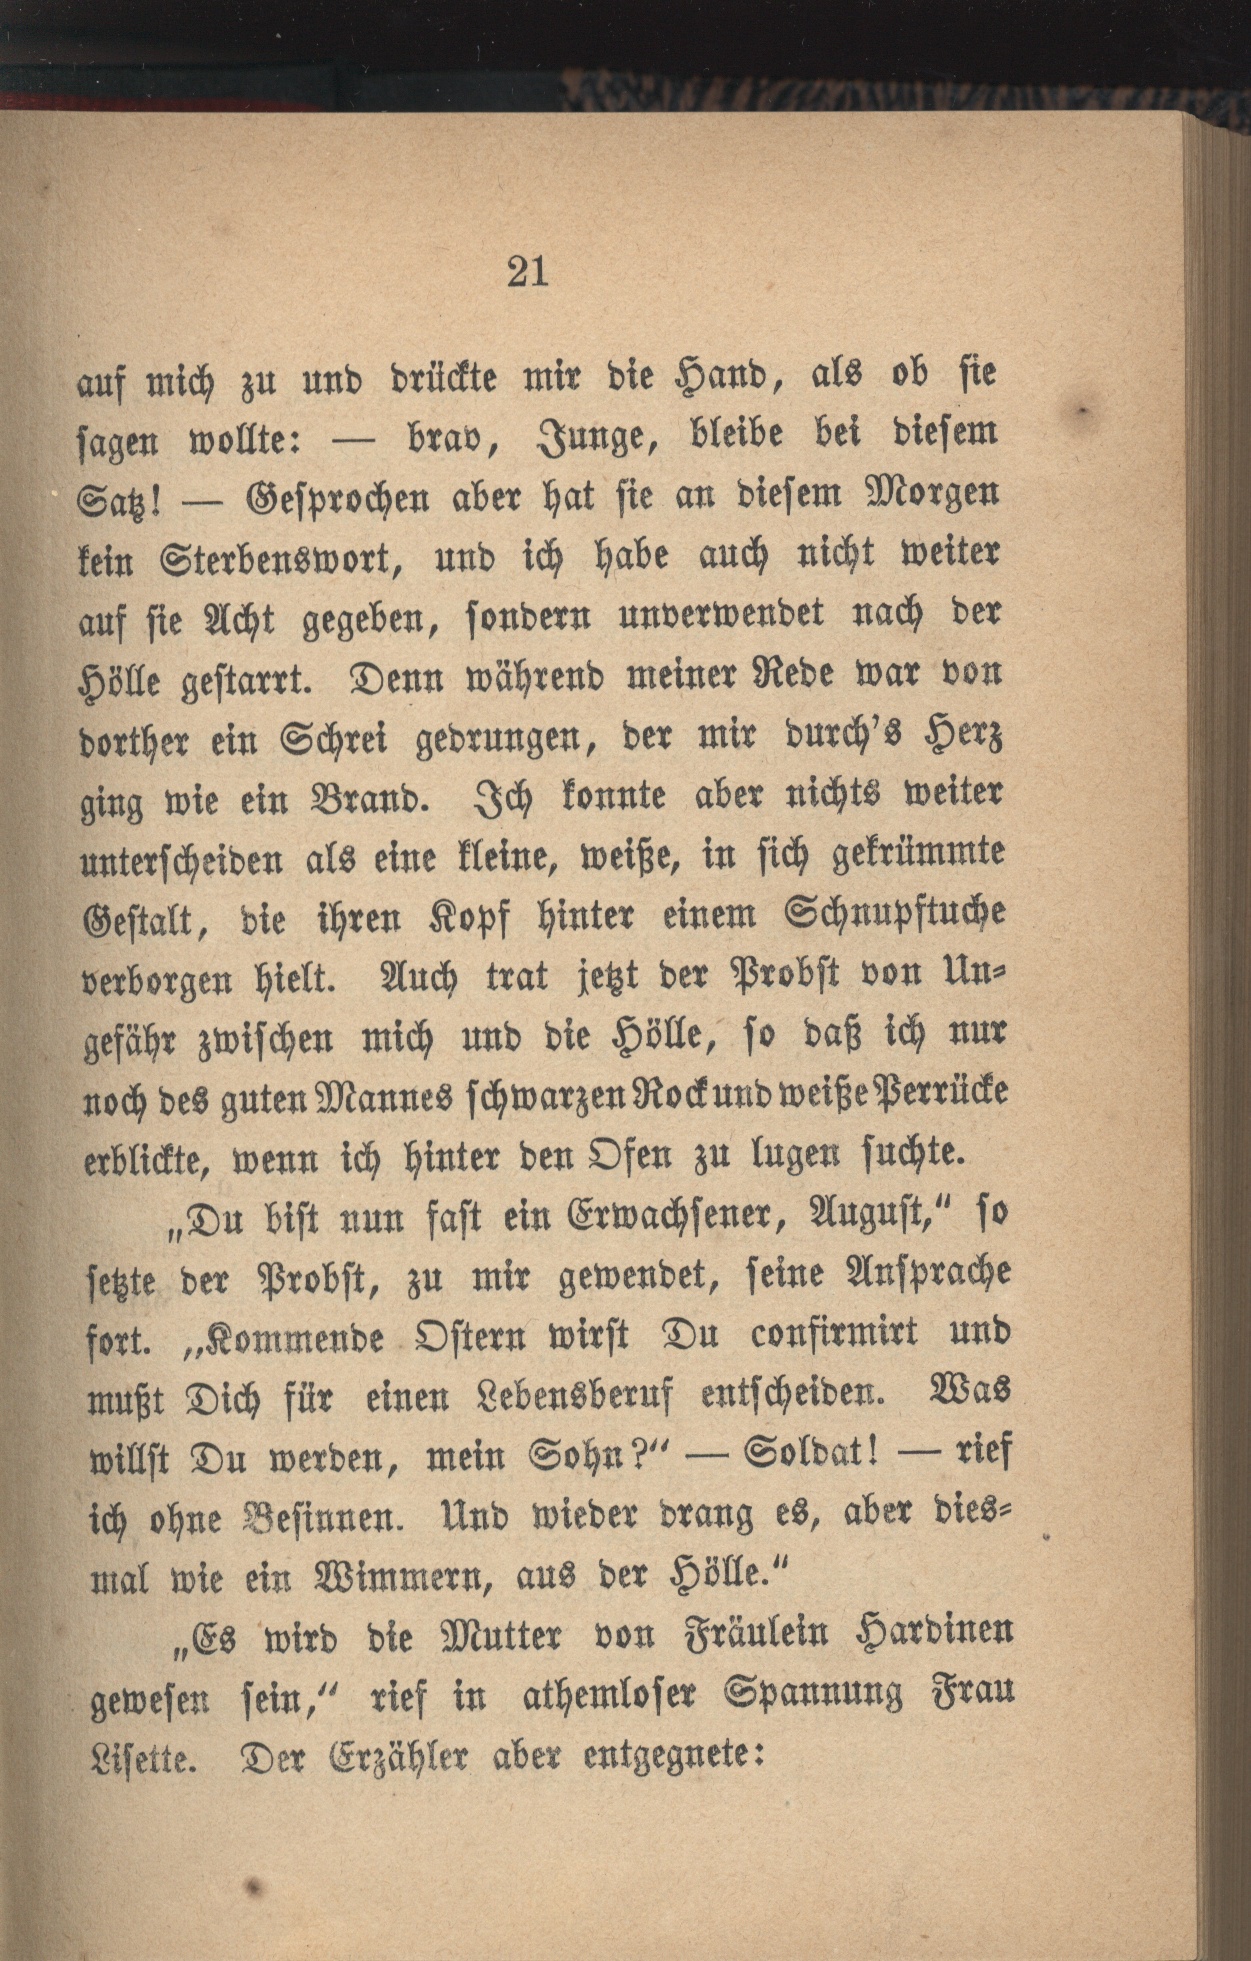 21
auf mich zu und drückte mir die Hand, als ob sie
sagen wollte: — brav, Junge, bleibe bei diesem
Satz! — Gesprochen aber hat sie an diesem Morgen
kein Sterbenswort, und ich habe auch nicht weiter
auf sie Acht gegeben, sondern unverwendet nach der
Hölle gestarrt. Denn während meiner Rede war von
dorther ein Schrei gedrungen, der mir durch's Herz
ging wie ein Brand. Ich konnte aber nichts weiter
unterscheiden als eine kleine, weiße, in sich gekrümmte
Gestalt, die ihren Kopf hinter einem Schnupftuche
verborgen hielt. Auch trat jetzt der Probst von Un-
gefähr zwischen mich und die Hölle, so daß ich nur
noch des guten Mannes schwarzen Rock und weiße Perrücke
erblickte, wenn ich hinter den Ofen zu lugen suchte.
„Du bist nun fast ein Erwachsener, August,“ so
setzte der Probst, zu mir gewendet, seine Ansprache
fort. „Kommende Ostern wirst Du confirmirt und
mußt Dich für einen Lebensberuf entscheiden. Was
willst Du werden, mein Sohn?“ — Soldat! — rief
ich ohne Besinnen. Und wieder drang es, aber dies-
mal wie ein Wimmern, aus der Hölle.“
„Es wird die Mutter von Fräulein Hardinen
gewesen sein,“ rief in athemloser Spannung Frau
Lisette. Der Erzähler aber entgegnete: